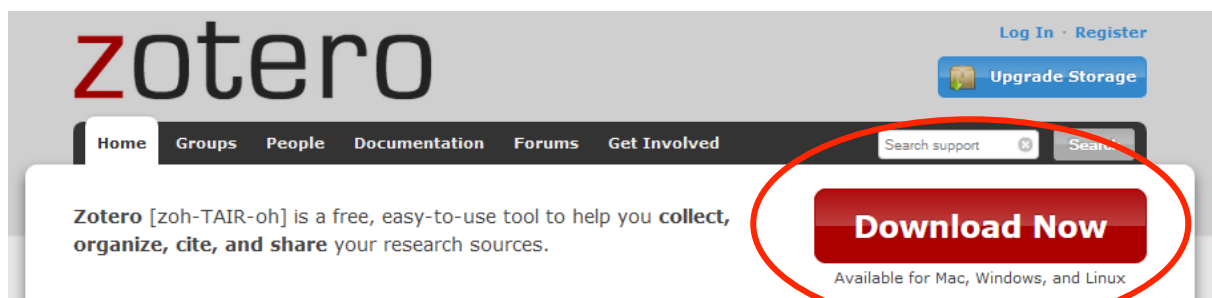 zotero
Log In · Register
Upgrade Storage
Home Groups People Documentation Forums Get Involved
Search support Search
Zotero [zoh-TAIR-oh] is a free, easy-to-use tool to help you collect,
organize, cite, and share your research sources.
Download Now
Available for Mac, Windows, and Linux